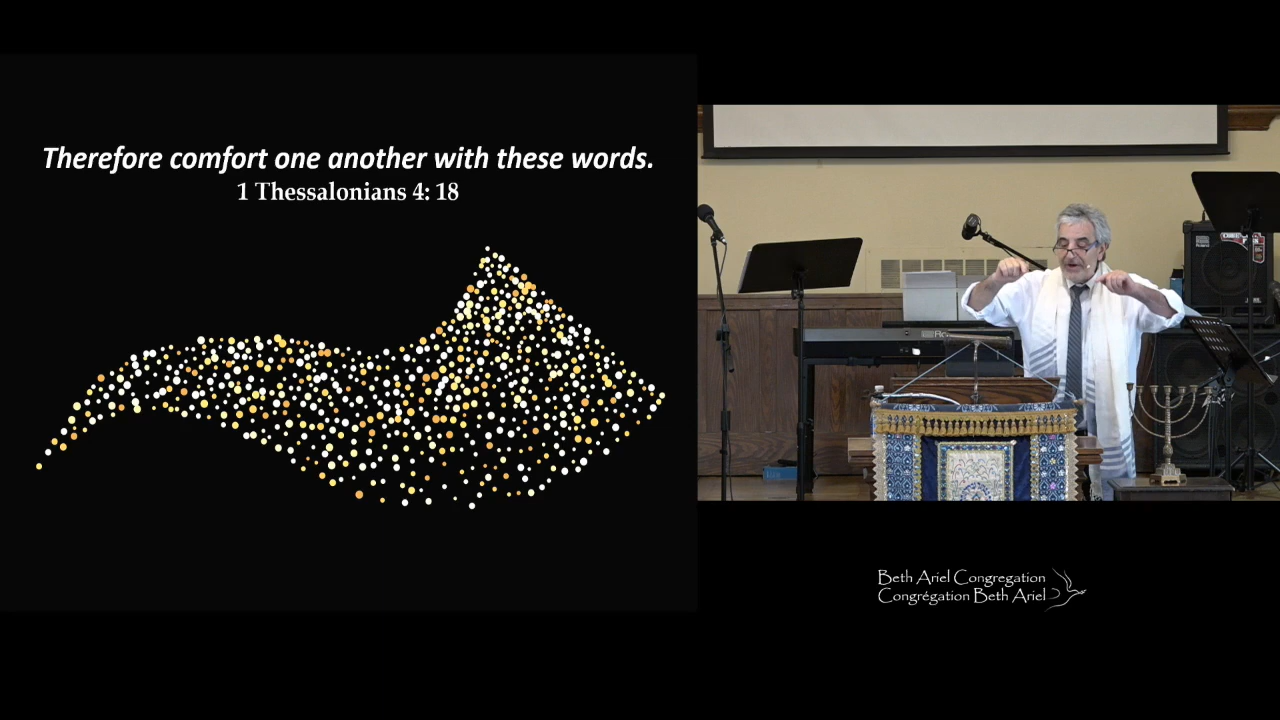 Therefore comfort one another with these words.
1 Thessalonians 4: 18
Beth Ariel Congregation
Congrégation Beth Ariel